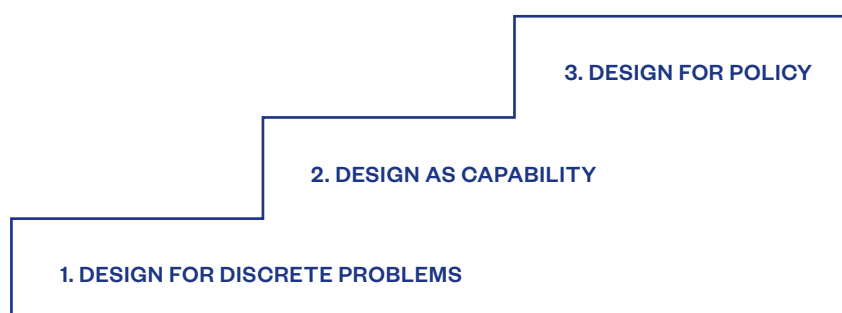 3. DESIGN FOR POLICY
2. DESIGN AS CAPABILITY
1. DESIGN FOR DISCRETE PROBLEMS